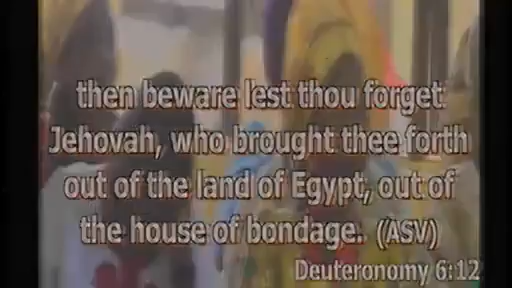 then beware lest thou forget
Jehovah, who brought thee forth
out of the land of Egypt, out of
the house of bondage. (ASV)
Deuteronomy 6:12